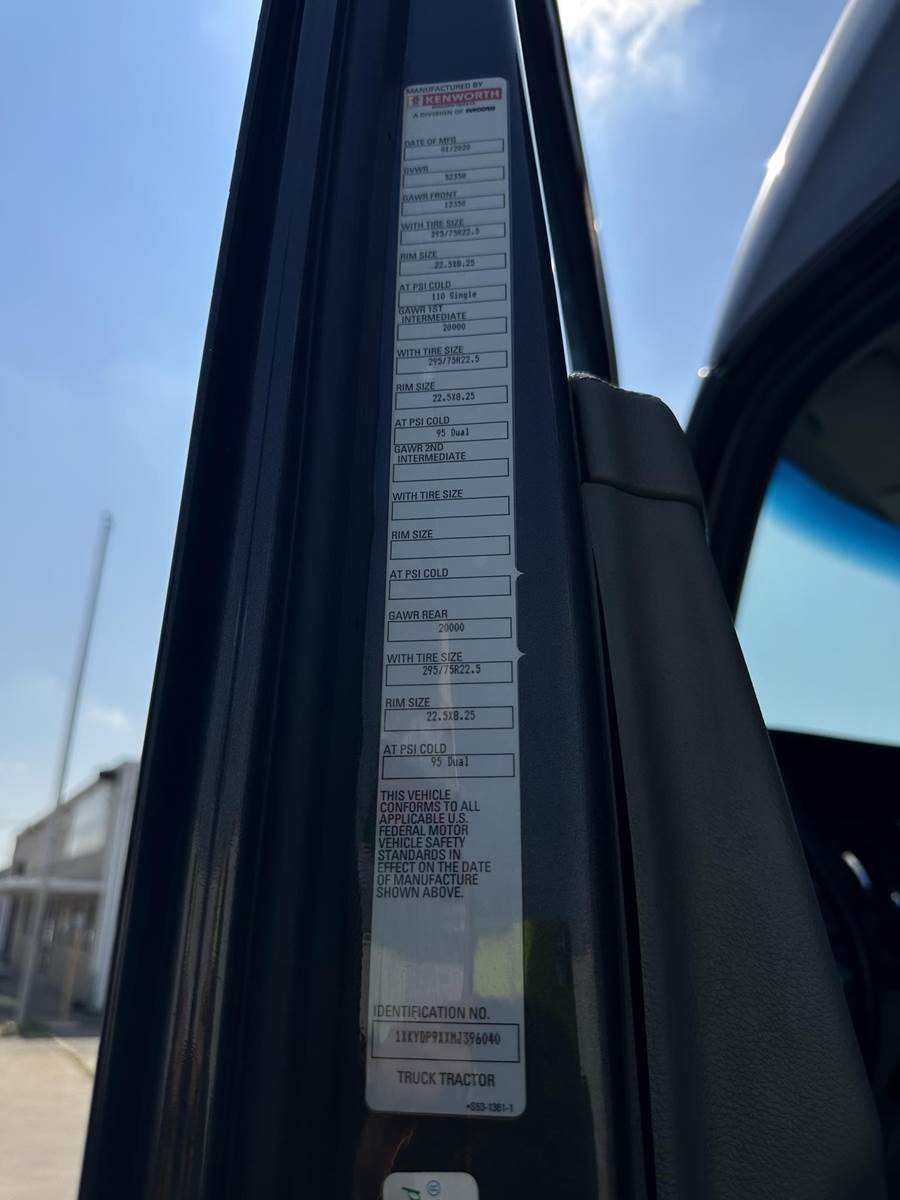 MANUFACTURED BY
KENWORTH
A DIVISION OF PACCAR
DATE OF MFG
01/2020
GVWR
52350
GAWR FRONT
12350
WITH TIRE SIZE
295/75R22.5
RIM SIZE
22.5X8.25
AT PSI COLD
110 Single
GAWR 1ST
INTERMEDIATE
20000
WITH TIRE SIZE
295/75R22.5
RIM SIZE
22.5X8.25
AT PSI COLD
95 Dual
GAWR 2ND
INTERMEDIATE
WITH TIRE SIZE
RIM SIZE
AT PSI COLD
GAWR REAR
20000
WITH TIRE SIZE
295/75R22.5
RIM SIZE
22.5X8.25
AT PSI COLD
95 Dual
THIS VEHICLE
CONFORMS TO ALL
APPLICABLE U.S.
FEDERAL MOTOR
VEHICLE SAFETY
STANDARDS IN
EFFECT ON THE DATE
OF MANUFACTURE
SHOWN ABOVE.
IDENTIFICATION NO.
1XKYDP9XXMJ396040
TRUCK TRACTOR
•S53-1361-1